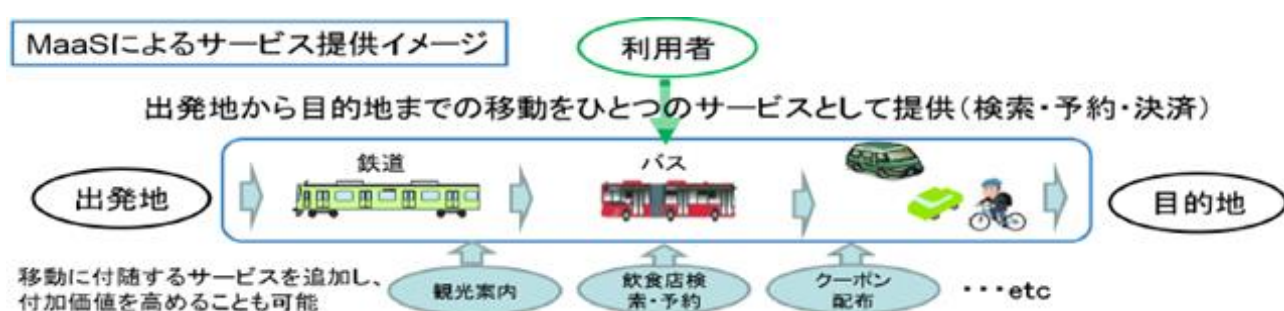 MaaSによるサービス提供イメージ
利用者
出発地から目的地までの移動をひとつのサービスとして提供（検索・予約・決済）
鉄道
バス
出発地
目的地
移動に付随するサービスを追加し、
付加価値を高めることも可能
観光案内
飲食店検
索・予約
クーポン
配布
・・・etc